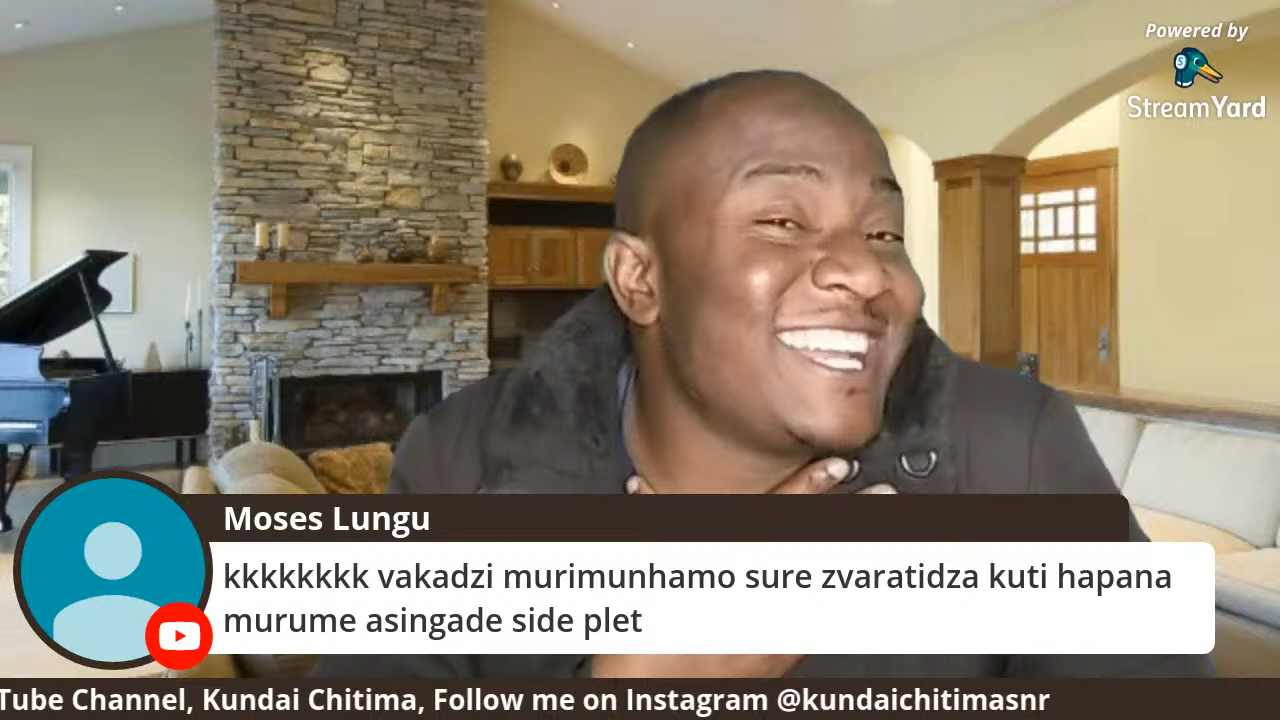 Powered by
StreamYard
Moses Lungu
kkkkkkkk vakadzi murimunhamo sure zvaratidza kuti hapana
murume asingade side plet
Tube Channel, Kundai Chitima, Follow me on Instagram @kundaichitimasnr